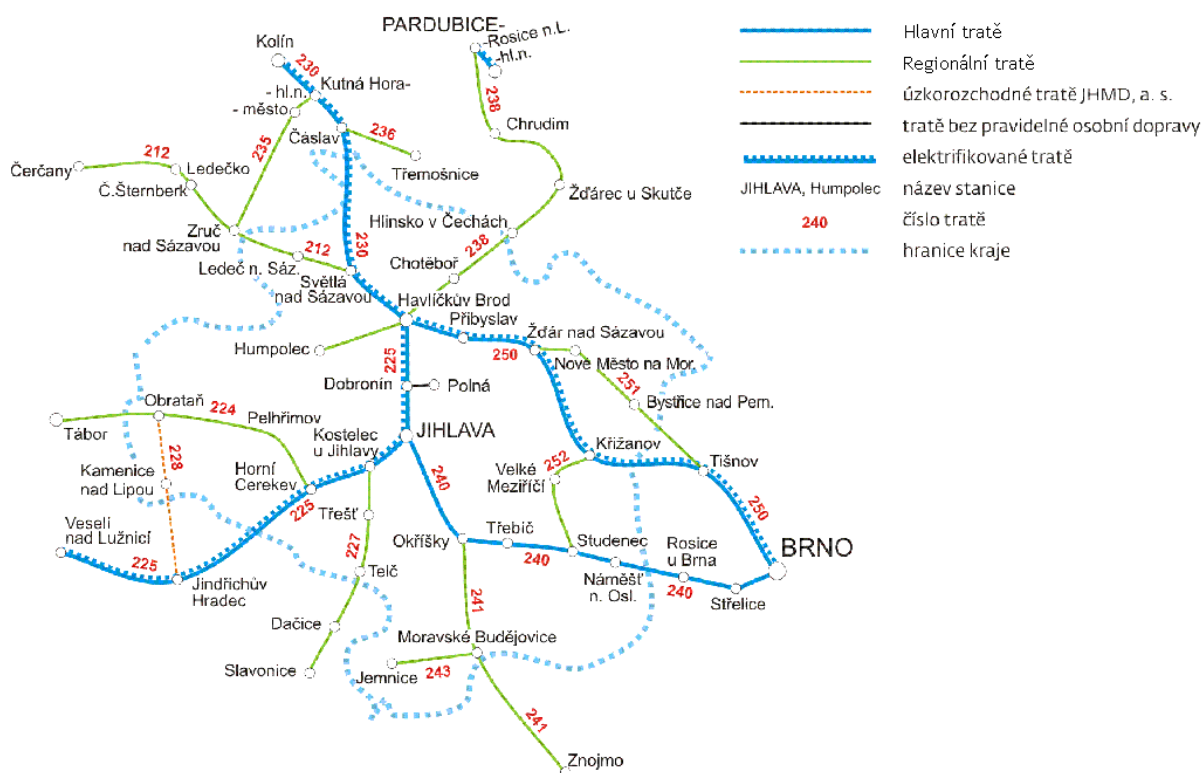 PARDUBICE-
-Rosice n.L.
-hl.n.
Kolín
230
Kutná Hora-
- hl.n.
- město
238
Chrudim
Čáslav
236
235
Třemošnice
Čerčany
212
Ledečko
Č.Šternberk
Žďárec u Skutče
Zruč
nad Sázavou
Hlinsko v Čechách
238
212
230
Ledeč n. Sáz.
Světlá
nad Sázavou
Chotěboř
Havlíčkův Brod
Přibyslav
Žďár nad Sázavou
Humpolec
225
250
Nové Město na Mor.
Dobronín
Polná
251
Bystřice nad Pern.
Obrataň
224
Pelhřimov
Tábor
Kostelec
u Jihlavy
JIHLAVA
Křižanov
228
Kamenice
nad Lipou
Horní
Cerekev
240
Velké
Meziříčí
252
Tišnov
225
250
Veselí
nad Lužnicí
Třešť
Okříšky
Třebíč
Studenec
Rosice
u Brna
BRNO
225
227
240
Jindřichův
Hradec
Telč
Náměšť
n. Osl.
240
Střelice
241
Dačice
Moravské Budějovice
Slavonice
Jemnice
243
241
Znojmo
Hlavní tratě
Regionální tratě
úzkorozchodné tratě JHMD, a. s.
tratě bez pravidelné osobní dopravy
elektrifikované tratě
JIHLAVA, Humpolec název stanice
240 číslo tratě
hranice kraje